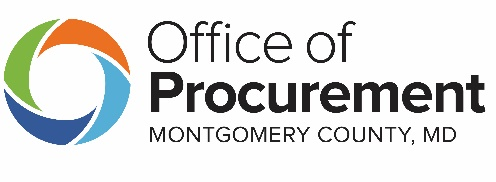 Office of
Procurement
MONTGOMERY COUNTY, MD